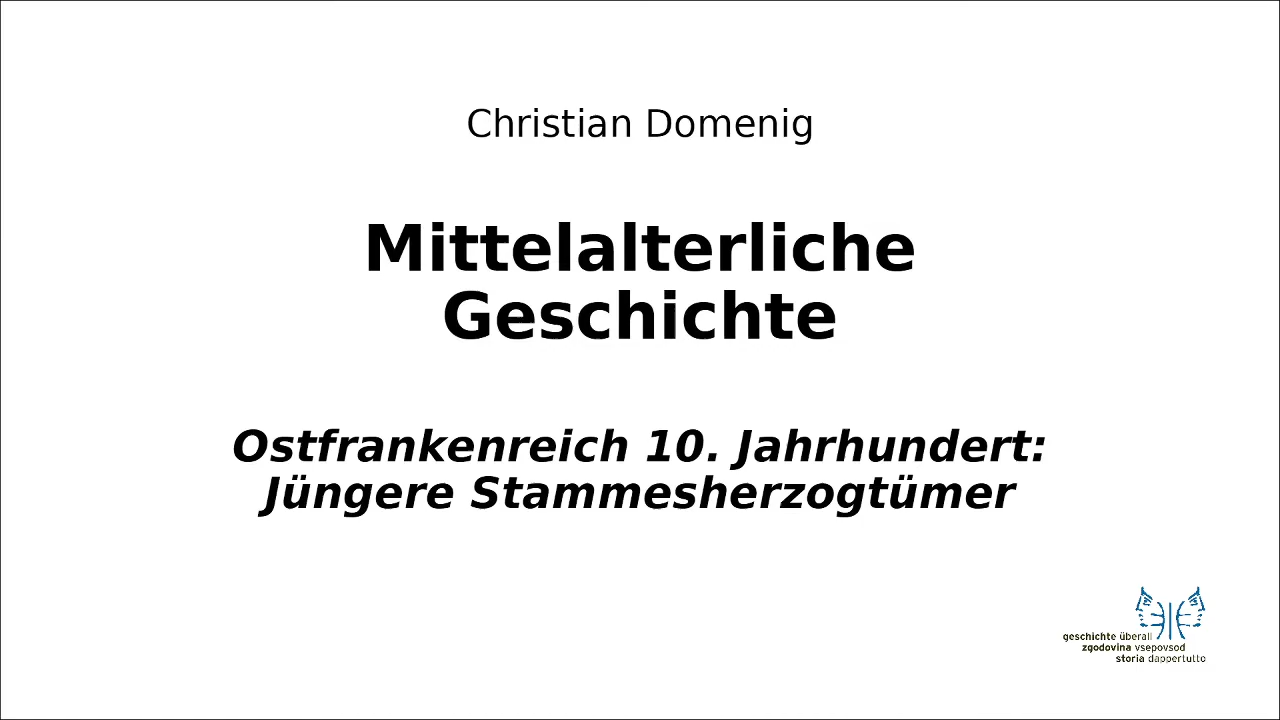 Christian Domenig
Mittelalterliche
Geschichte
Ostfrankenreich 10. Jahrhundert:
Jüngere Stammesherzogtümer
geschichte überall
zgodovina vsepovsod
storia dappertutto